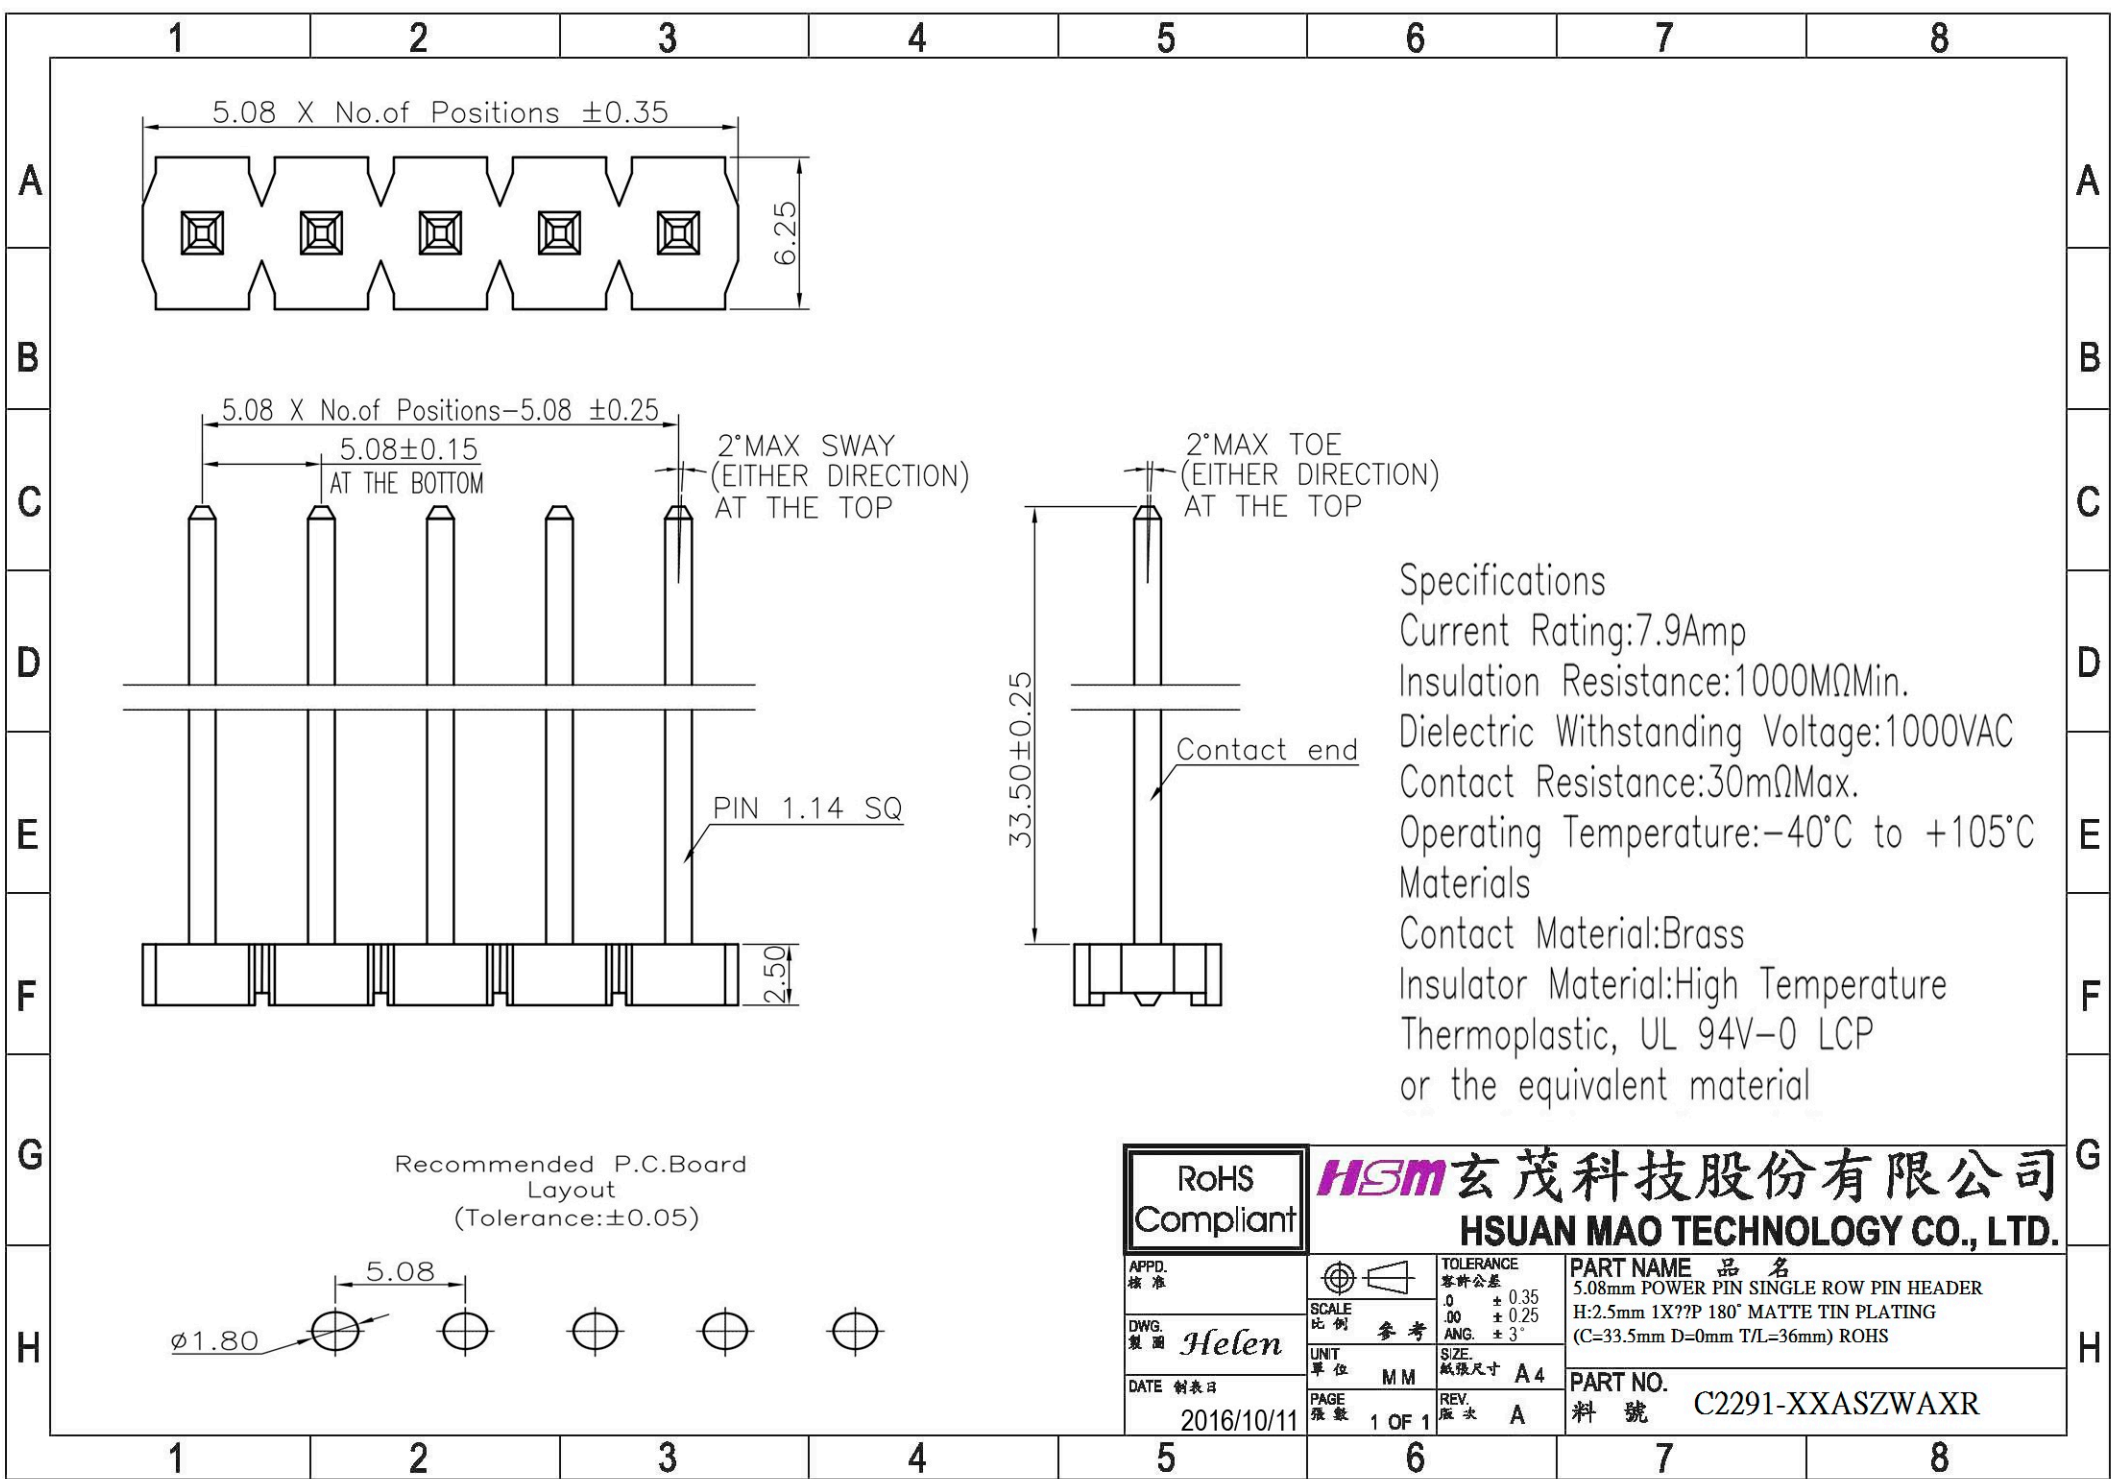 1 2 3 4 5 6 7 8
A A
B B
C C
D D
E E
F F
G G
H H
5.08 X No.of Positions ±0.35
6.25
5.08 X No.of Positions-5.08 ±0.25
5.08±0.15
AT THE BOTTOM
2°MAX SWAY
(EITHER DIRECTION)
AT THE TOP
PIN 1.14 SQ
2.50
2°MAX TOE
(EITHER DIRECTION)
AT THE TOP
33.50±0.25
Contact end
Specifications
Current Rating:7.9Amp
Insulation Resistance:1000MΩMin.
Dielectric Withstanding Voltage:1000VAC
Contact Resistance:30mΩMax.
Operating Temperature:-40°C to +105°C
Materials
Contact Material:Brass
Insulator Material:High Temperature
Thermoplastic, UL 94V-0 LCP
or the equivalent material
Recommended P.C.Board
Layout
(Tolerance:±0.05)
5.08
ø1.80
RoHS
Compliant
HSM 玄茂科技股份有限公司
HSUAN MAO TECHNOLOGY CO., LTD.
APPD.
核 准
DWG.
製 圖 Helen
DATE 制表日
2016/10/11
SCALE
比 例 參 考
UNIT
單 位 MM
PAGE
張 數 1 OF 1
TOLERANCE
容許公差
.0 ± 0.35
.00 ± 0.25
ANG. ± 3°
SIZE.
紙張尺寸 A4
REV.
版 次 A
PART NAME 品 名
5.08mm POWER PIN SINGLE ROW PIN HEADER
H:2.5mm 1X??P 180° MATTE TIN PLATING
(C=33.5mm D=0mm T/L=36mm) ROHS
PART NO.
料 號 C2291-XXASZWAXR
1 2 3 4 5 6 7 8